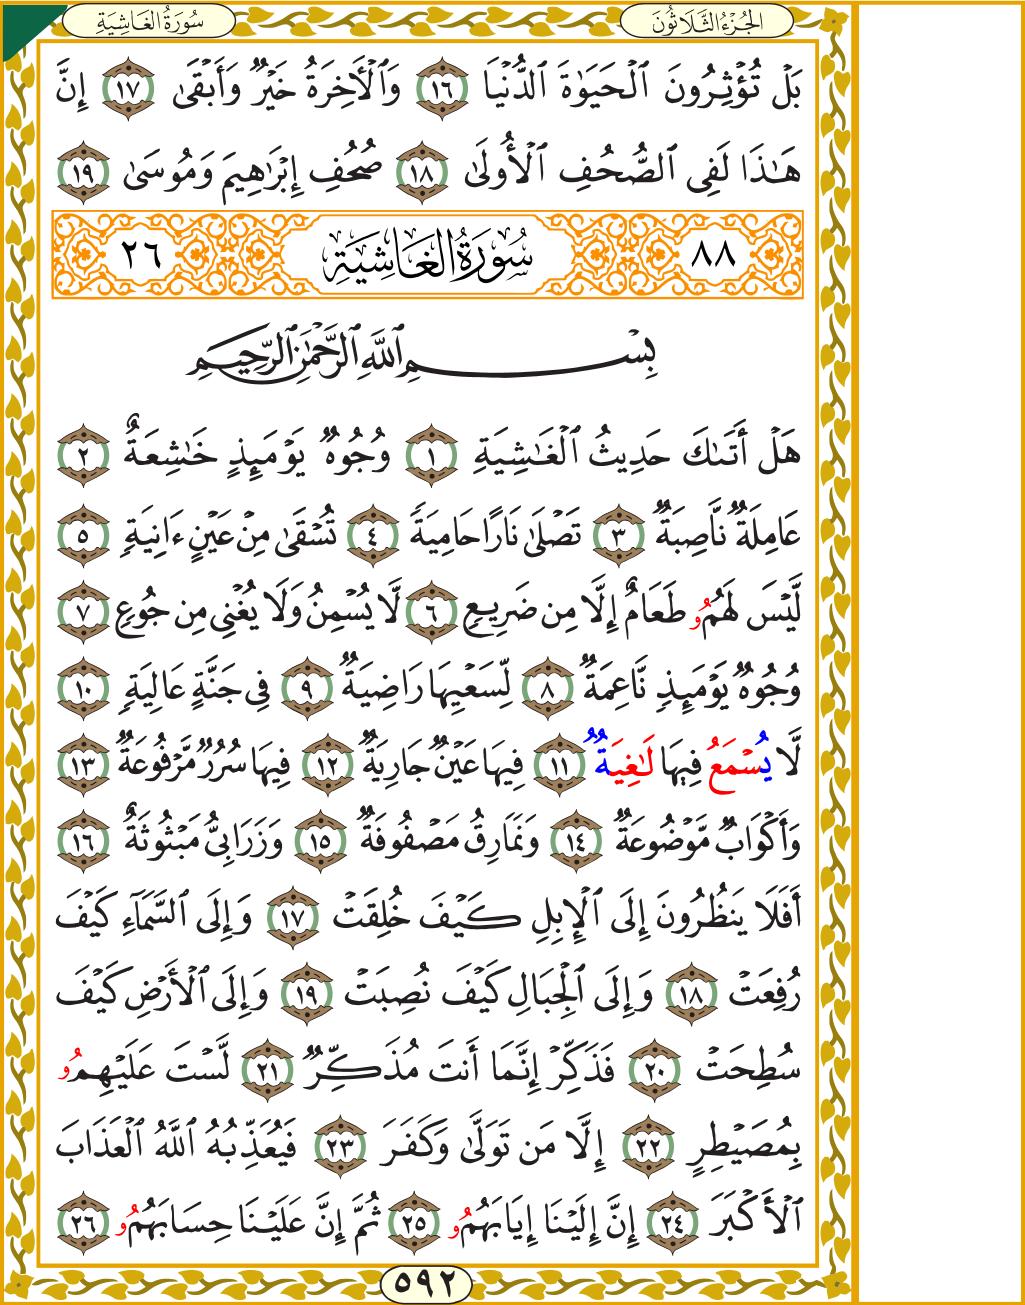 الجُزْءُ الثَّلَاثُونَ سُورَةُ الغَاشِيَةِ
بَلْ تُؤْثِرُونَ ٱلْحَيَوٰةَ ٱلدُّنْيَا ١٦ وَٱلْأَخِرَةُ خَيْرٌ وَأَبْقَىٰ ١٧ إِنَّ
هَٰذَا لَفِى ٱلصُّحُفِ ٱلْأُولَىٰ ١٨ صُحُفِ إِبْرَٰهِيمَ وَمُوسَىٰ ١٩
٨٨ سُورَةُ الغَاشِيَةِ ٢٦
بِسْمِ ٱللَّهِ ٱلرَّحْمَٰنِ ٱلرَّحِيمِ
هَلْ أَتَىٰكَ حَدِيثُ ٱلْغَٰشِيَةِ ١ وُجُوهٌ يَوْمَئِذٍ خَٰشِعَةٌ ٢
عَامِلَةٌ نَّاصِبَةٌ ٣ تَصْلَىٰ نَارًا حَامِيَةً ٤ تُسْقَىٰ مِنْ عَيْنٍ ءَانِيَةٍ ٥
لَّيْسَ لَهُمُۥ طَعَامٌ إِلَّا مِن ضَرِيعٍ ٦ لَّا يُسْمِنُ وَلَا يُغْنِى مِن جُوعٍ ٧
وُجُوهٌ يَوْمَئِذٍ نَّاعِمَةٌ ٨ لِّسَعْيِهَا رَاضِيَةٌ ٩ فِى جَنَّةٍ عَالِيَةٍ ١٠
لَّا يُسْمَعُ فِيهَا لَٰغِيَةٌ ١١ فِيهَا عَيْنٌ جَارِيَةٌ ١٢ فِيهَا سُرُرٌ مَّرْفُوعَةٌ ١٣
وَأَكْوَابٌ مَّوْضُوعَةٌ ١٤ وَنَمَارِقُ مَصْفُوفَةٌ ١٥ وَزَرَابِىُّ مَبْثُوثَةٌ ١٦
أَفَلَا يَنظُرُونَ إِلَى ٱلْإِبِلِ كَيْفَ خُلِقَتْ ١٧ وَإِلَى ٱلسَّمَآءِ كَيْفَ
رُفِعَتْ ١٨ وَإِلَى ٱلْجِبَالِ كَيْفَ نُصِبَتْ ١٩ وَإِلَى ٱلْأَرْضِ كَيْفَ
سُطِحَتْ ٢٠ فَذَكِّرْ إِنَّمَا أَنتَ مُذَكِّرٌ ٢١ لَّسْتَ عَلَيْهِمُۥ
بِمُصَيْطِرٍ ٢٢ إِلَّا مَن تَوَلَّىٰ وَكَفَرَ ٢٣ فَيُعَذِّبُهُ ٱللَّهُ ٱلْعَذَابَ
ٱلْأَكْبَرَ ٢٤ إِنَّ إِلَيْنَا إِيَابَهُمُۥ ٢٥ ثُمَّ إِنَّ عَلَيْنَا حِسَابَهُمُۥ ٢٦
٥٩٢